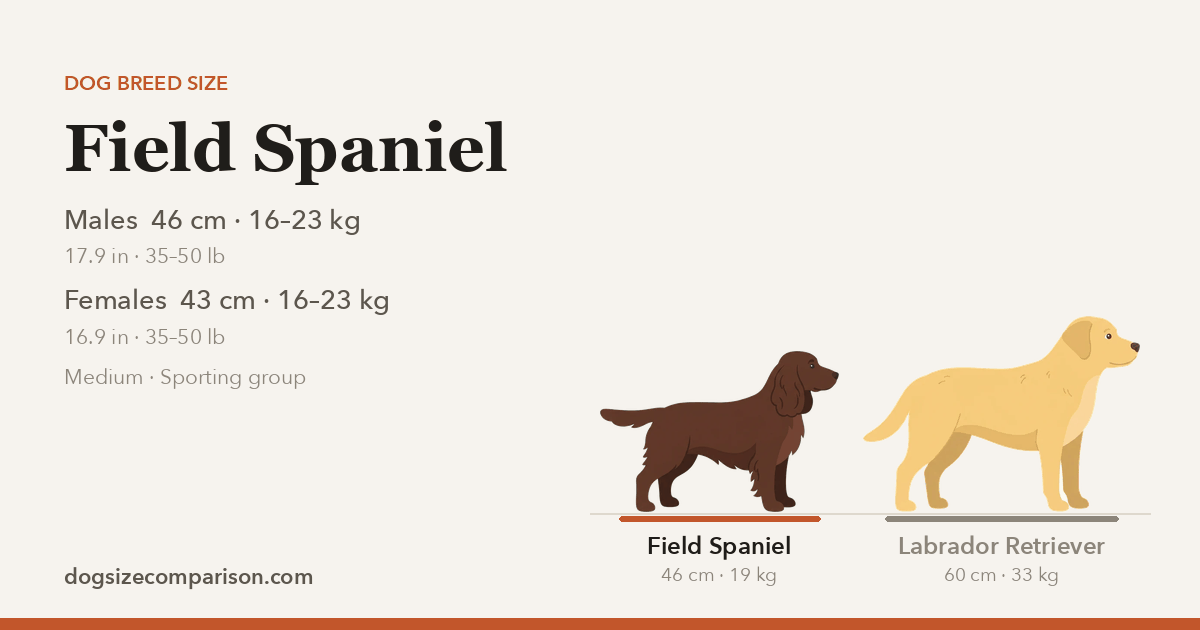 DOG BREED SIZE
Field Spaniel
Males 46 cm · 16–23 kg
17.9 in · 35–50 lb
Females 43 cm · 16–23 kg
16.9 in · 35–50 lb
Medium · Sporting group
Field Spaniel
46 cm · 19 kg
Labrador Retriever
60 cm · 33 kg
dogsizecomparison.com